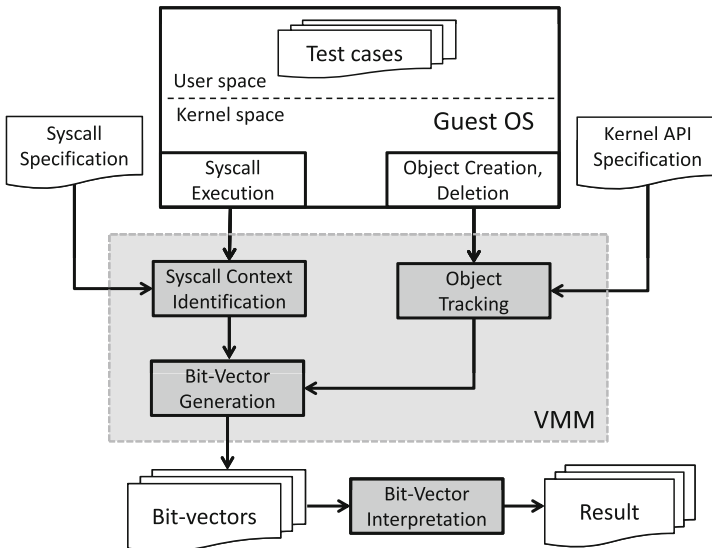 Test cases
User space
Kernel space
Guest OS
Syscall
Specification
Kernel API
Specification
Syscall
Execution
Object Creation,
Deletion
Syscall Context
Identification
Object
Tracking
Bit-Vector
Generation
VMM
Bit-vectors
Bit-Vector
Interpretation
Result